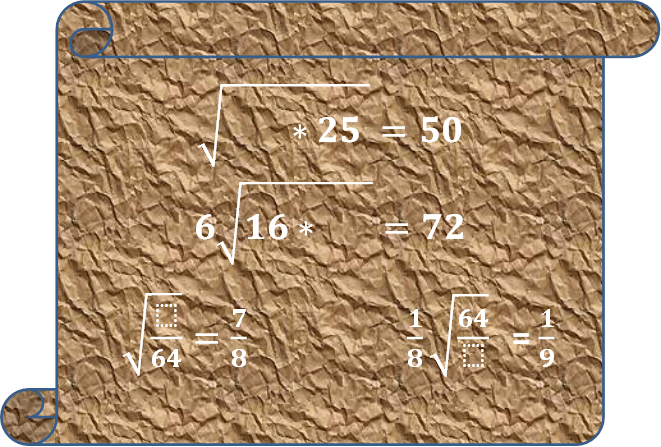 √( * 25) = 50
6√(16 * ) = 72
√(⬚/64) = 7/8
1/8 √(64/⬚) = 1/9